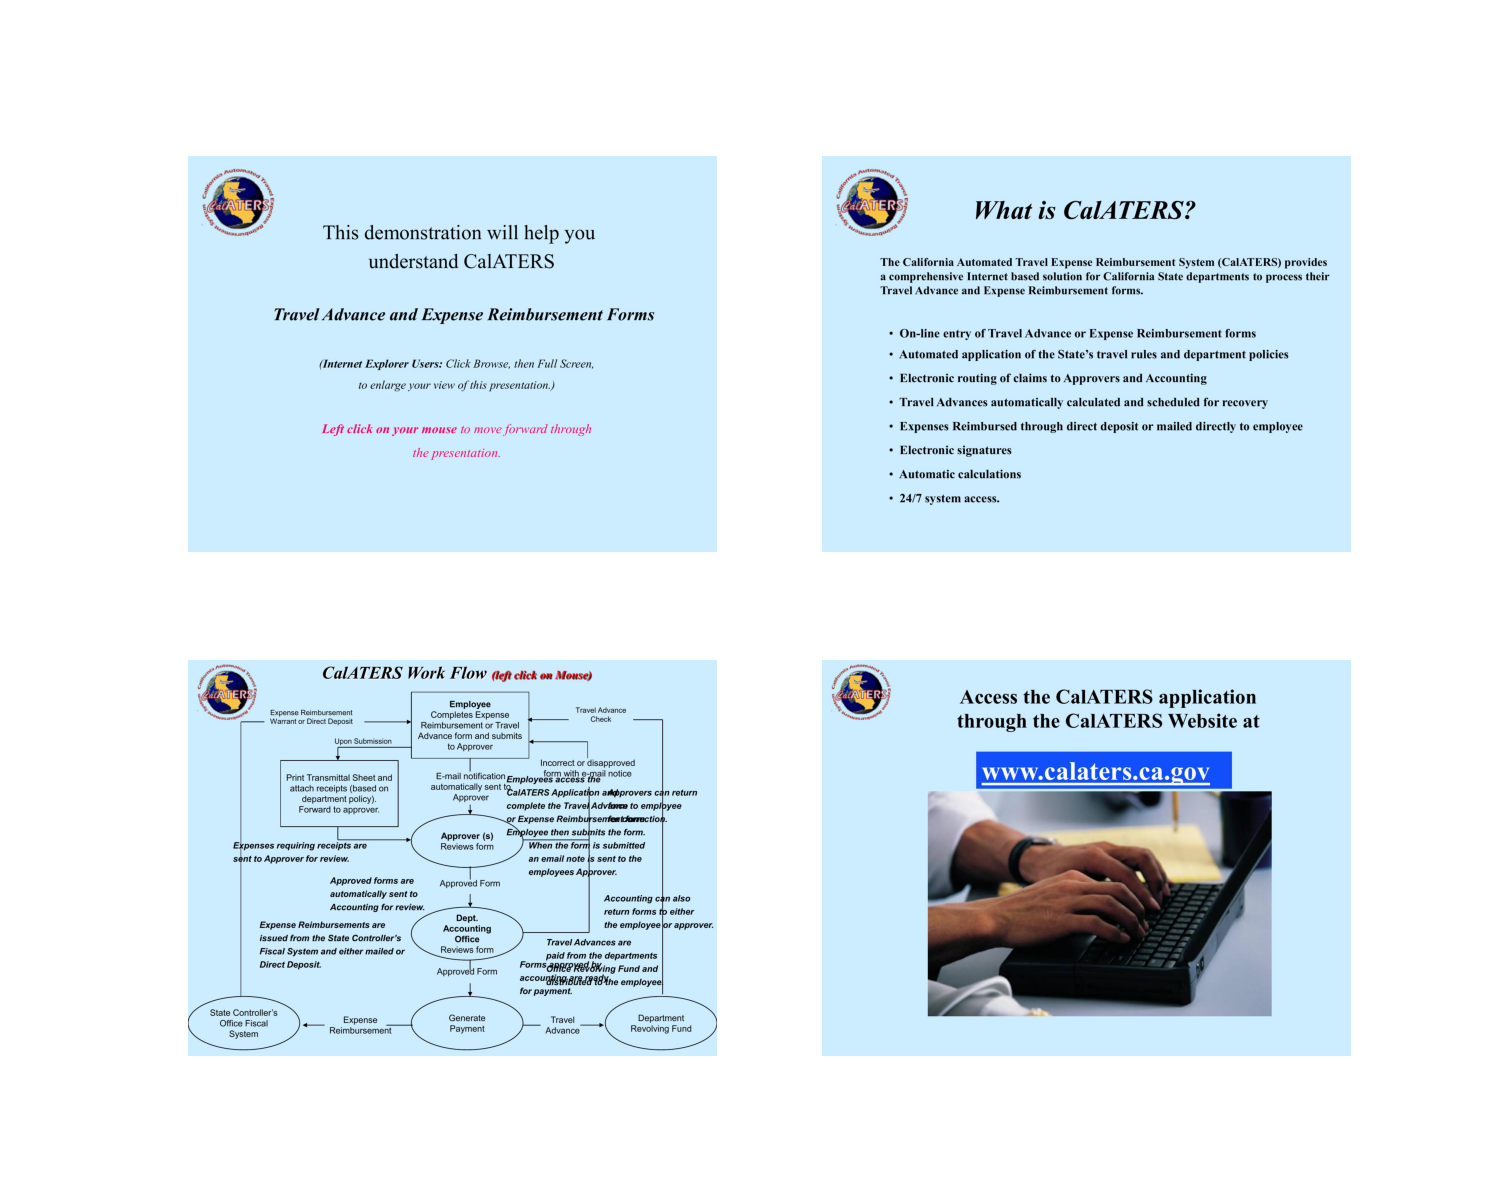 This demonstration will help you
understand CalATERS
Travel Advance and Expense Reimbursement Forms
(Internet Explorer Users: Click Browse, then Full Screen,
to enlarge your view of this presentation.)
Left click on your mouse to move forward through
the presentation.
California Automated Travel Expense Reimbursement System
CalATERS
What is CalATERS?
The California Automated Travel Expense Reimbursement System (CalATERS) provides
a comprehensive Internet based solution for California State departments to process their
Travel Advance and Expense Reimbursement forms.
• On-line entry of Travel Advance or Expense Reimbursement forms
• Automated application of the State's travel rules and department policies
• Electronic routing of claims to Approvers and Accounting
• Travel Advances automatically calculated and scheduled for recovery
• Expenses Reimbursed through direct deposit or mailed directly to employee
• Electronic signatures
• Automatic calculations
• 24/7 system access.
CalATERS Work Flow (left click on Mouse)
Employee
Completes Expense
Reimbursement or Travel
Advance form and submits
to Approver
Expense Reimbursement
Warrant or Direct Deposit
Travel Advance
Check
Upon Submission
Print Transmittal Sheet and
attach receipts (based on
department policy).
Forward to approver.
E-mail notification
automatically sent to
Approver
Incorrect or disapproved
form with e-mail notice
Employees access the
CalATERS Application and
complete the Travel Advance
or Expense Reimbursement form.
Employee then submits the form.
Approvers can return
form to employee
for correction.
When the form is submitted
an email note is sent to the
employees Approver.
Approver (s)
Reviews form
Expenses requiring receipts are
sent to Approver for review.
Approved forms are
automatically sent to
Accounting for review.
Approved Form
Accounting can also
return forms to either
the employee or approver.
Dept.
Accounting
Office
Reviews form
Expense Reimbursements are
issued from the State Controller's
Fiscal System and either mailed or
Direct Deposit.
Travel Advances are
paid from the departments
Office Revolving Fund and
distributed to the employee.
Forms approved by
accounting are ready
for payment.
Approved Form
State Controller's
Office Fiscal
System
Expense
Reimbursement
Generate
Payment
Travel
Advance
Department
Revolving Fund
Access the CalATERS application
through the CalATERS Website at
www.calaters.ca.gov